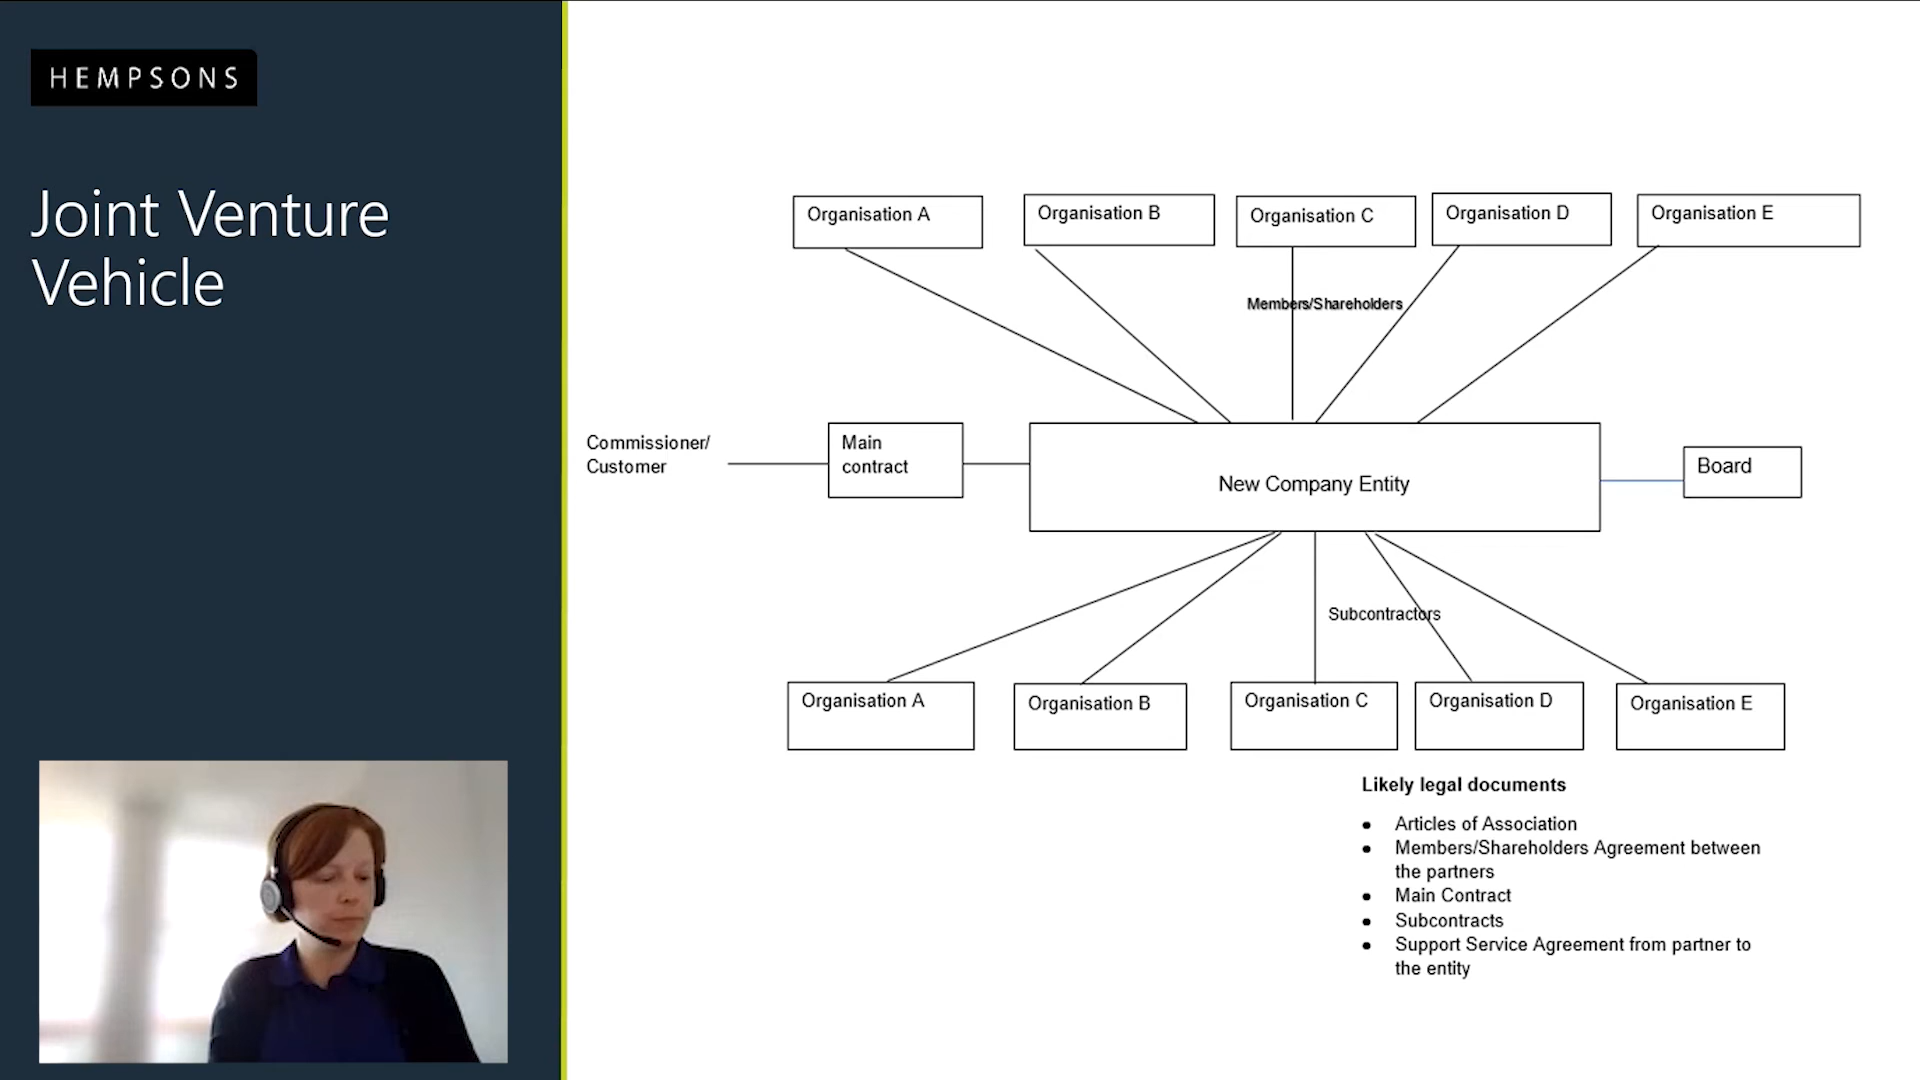 HEMPSONS
Joint Venture
Vehicle
Organisation A
Organisation B
Organisation C
Organisation D
Organisation E
Members/Shareholders
Commissioner/
Customer
Main
contract
New Company Entity
Board
Subcontractors
Organisation A
Organisation B
Organisation C
Organisation D
Organisation E
Likely legal documents
• Articles of Association
• Members/Shareholders Agreement between
the partners
• Main Contract
• Subcontracts
• Support Service Agreement from partner to
the entity